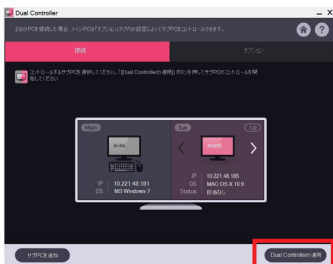 Dual Controller
2台のPCを接続した場合、メインPCは「オプション」タブ内の設定によってサブPCをコントロールできます。
接続
オプション
コントロールするサブPCを選択してください。「[Dual Controllerの適用]」ボタンを押してサブPCのコントロールを開
始してください
Main
Sub
IP 10.221.48.181
OS MS Windows 7
IP 10.221.48.185
OS MAC OS X 10.9
Status
サブPCを追加
Dual Controllerの適用